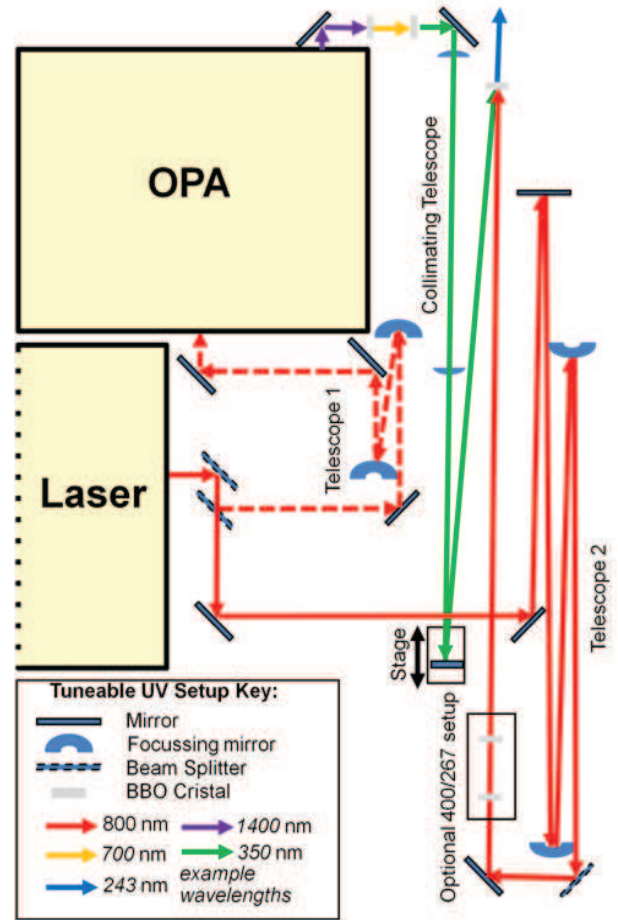 OPA
Collimating Telescope
Telescope 1
Laser
Telescope 2
Stage
Optional 400/267 setup
Tuneable UV Setup Key:
Mirror
Focussing mirror
Beam Splitter
BBO Cristal
800 nm
1400 nm
700 nm
350 nm
243 nm
example
wavelengths